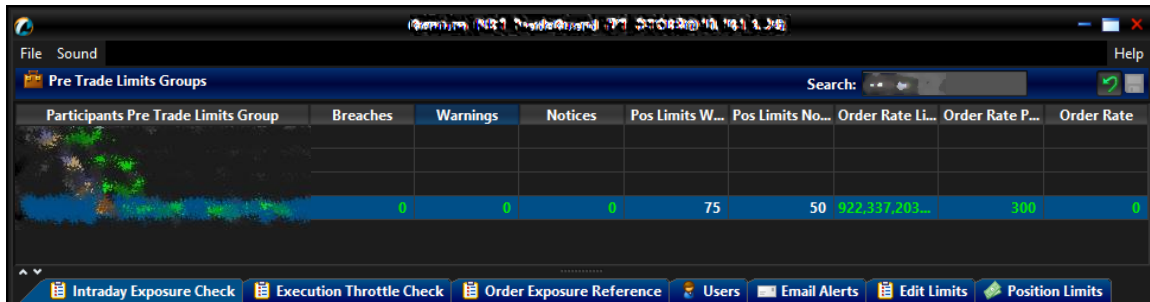 File Sound Help
Pre Trade Limits Groups Search:
Participants Pre Trade Limits Group Breaches Warnings Notices Pos Limits W... Pos Limits No... Order Rate Li... Order Rate P... Order Rate
0 0 0 75 50 922,337,203... 300 0
Intraday Exposure Check Execution Throttle Check Order Exposure Reference Users Email Alerts Edit Limits Position Limits